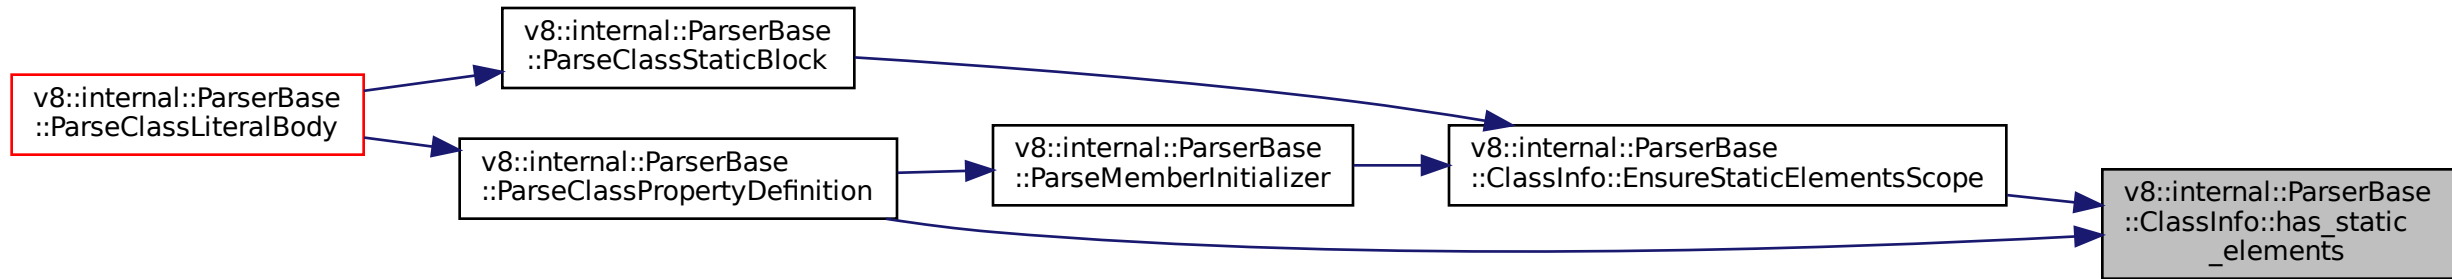 v8::internal::ParserBase
::ParseClassLiteralBody
v8::internal::ParserBase
::ParseClassStaticBlock
v8::internal::ParserBase
::ParseClassPropertyDefinition
v8::internal::ParserBase
::ParseMemberInitializer
v8::internal::ParserBase
::ClassInfo::EnsureStaticElementsScope
v8::internal::ParserBase
::ClassInfo::has_static
_elements